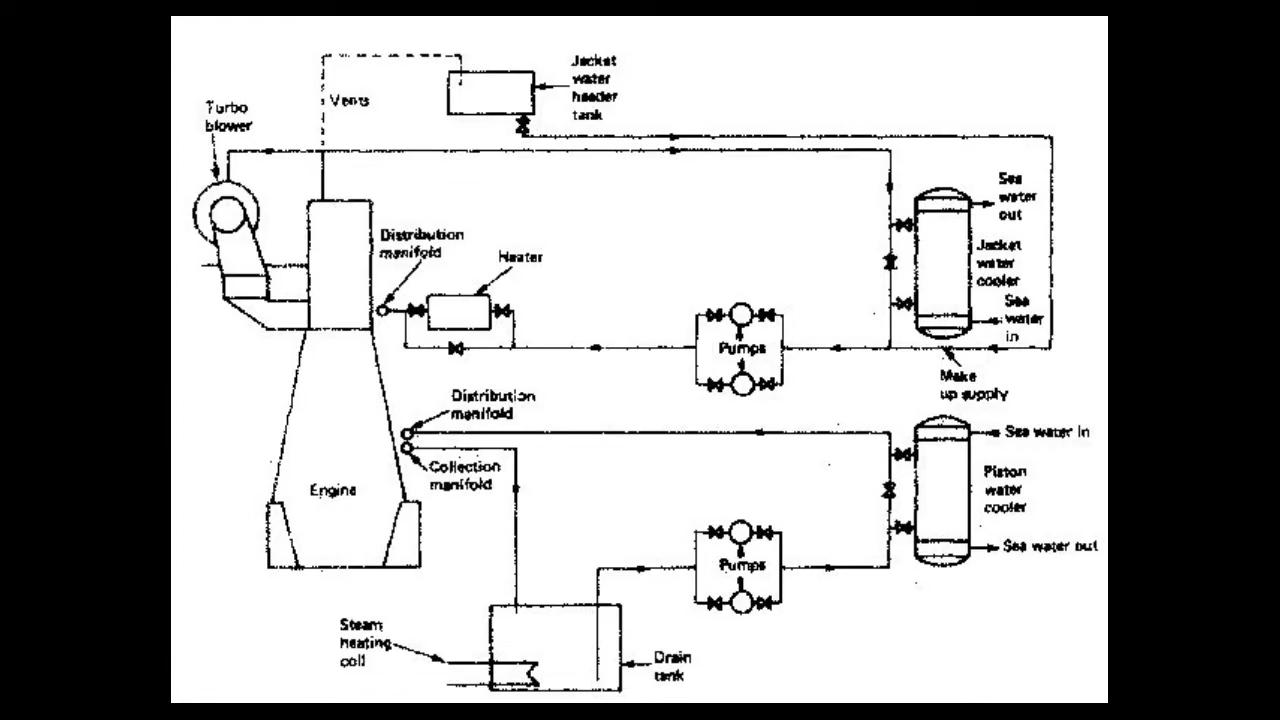 Jacket
water
header
tank
Vents
Turbo
blower
Sea
water
out
Distribution
manifold
Heater
Jacket
water
cooler
Sea
water
in
Pumps
Make
up supply
Distribution
manifold
Sea water in
Collection
manifold
Piston
water
cooler
Engine
Sea water out
Pumps
Steam
heating
coil
Drain
tank